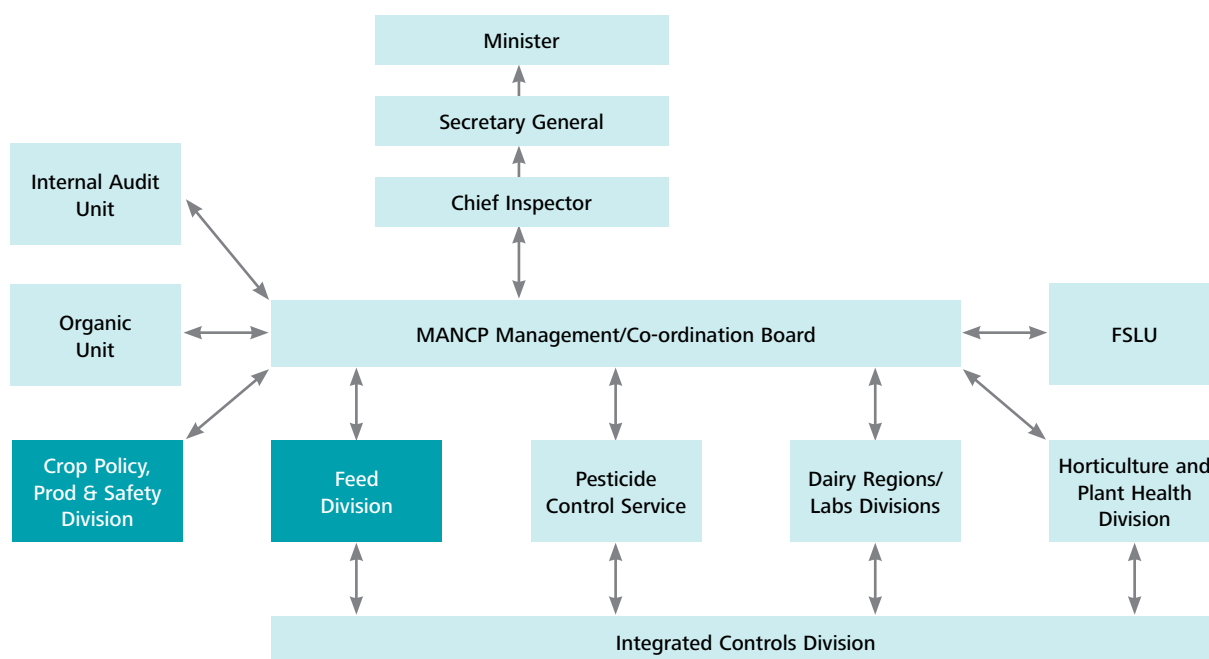 Minister
Secretary General
Chief Inspector
Internal Audit
Unit
Organic
Unit
MANCP Management/Co-ordination Board
FSLU
Crop Policy,
Prod & Safety
Division
Feed
Division
Pesticide
Control Service
Dairy Regions/
Labs Divisions
Horticulture and
Plant Health
Division
Integrated Controls Division